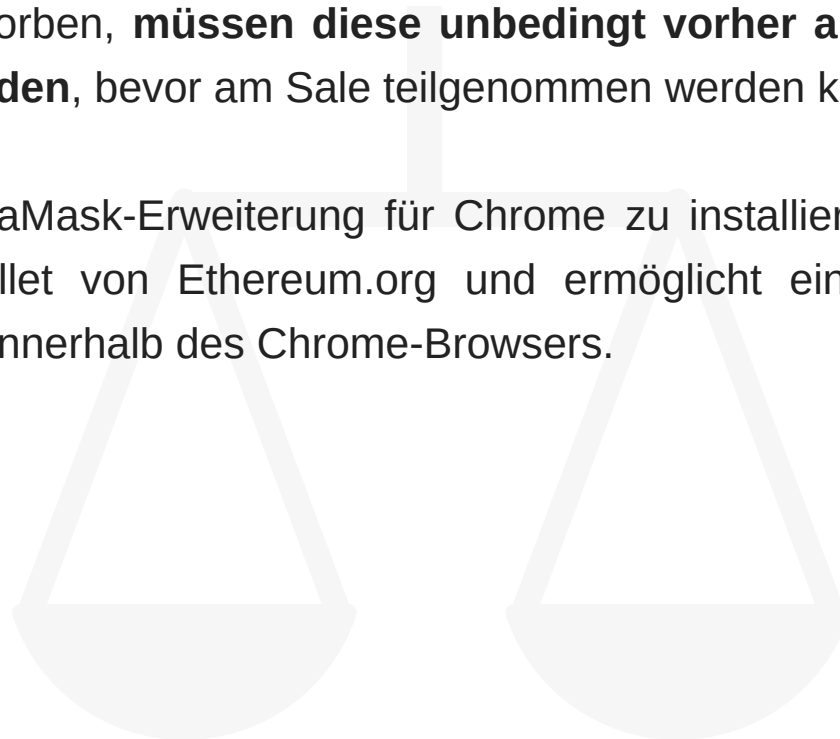 orben, müssen diese unbedingt vorher a
den, bevor am Sale teilgenommen werden k
aMask-Erweiterung für Chrome zu installier
llet von Ethereum.org und ermöglicht ein
nnerhalb des Chrome-Browsers.